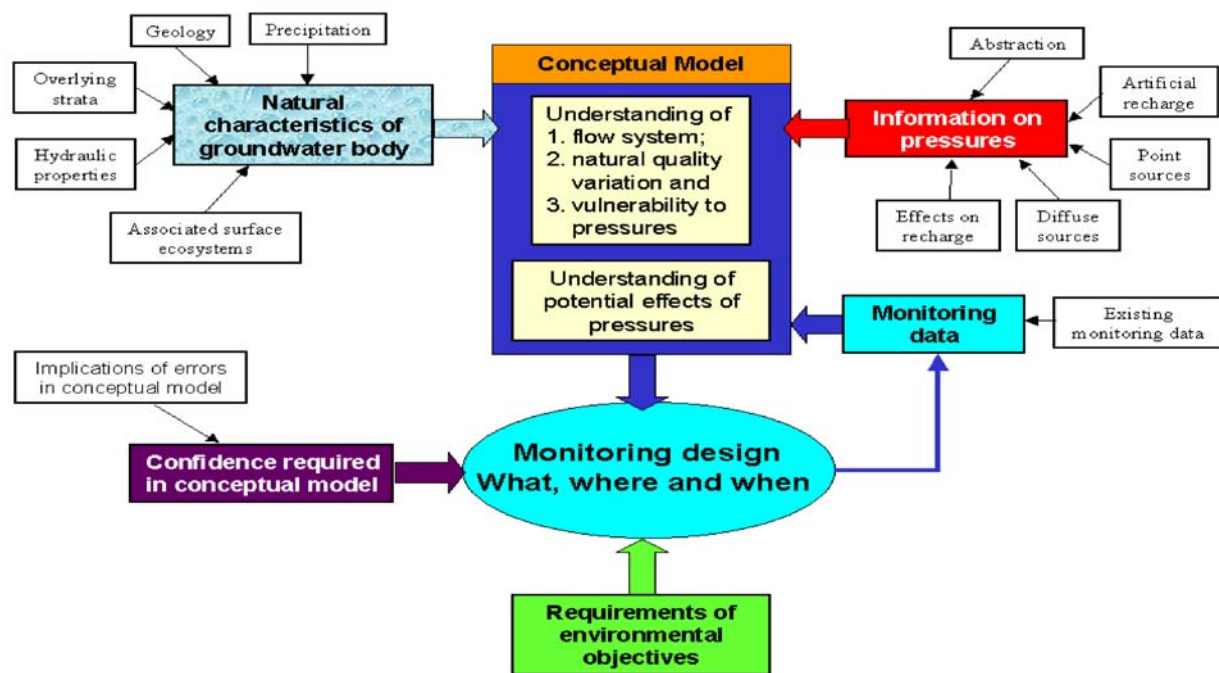 Geology
Precipitation
Overlying
strata
Hydraulic
properties
Associated surface
ecosystems
Natural
characteristics of
groundwater body
Conceptual Model
Understanding of
1. flow system;
2. natural quality
variation and
3. vulnerability to
pressures
Understanding of
potential effects of
pressures
Abstraction
Artificial
recharge
Information on
pressures
Point
sources
Effects on
recharge
Diffuse
sources
Monitoring
data
Existing
monitoring data
Implications of errors
in conceptual model
Confidence required
in conceptual model
Monitoring design
What, where and when
Requirements of
environmental
objectives